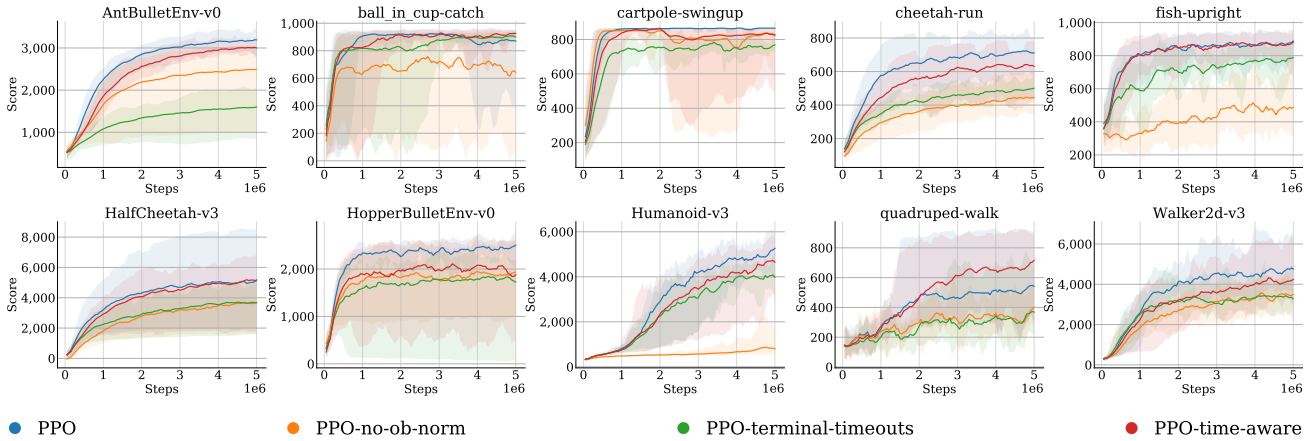 AntBulletEnv-v0
ball_in_cup-catch
cartpole-swingup
cheetah-run
fish-upright
Score
3,000
2,000
1,000
0 1 2 3 4 5
Steps
1e6
Score
1,000
800
600
400
200
0
0 1 2 3 4 5
Steps
1e6
Score
800
600
400
200
0
0 1 2 3 4 5
Steps
1e6
Score
800
600
400
200
0 1 2 3 4 5
Steps
1e6
Score
1,000
800
600
400
200
0 1 2 3 4 5
Steps
1e6
HalfCheetah-v3
HopperBulletEnv-v0
Humanoid-v3
quadruped-walk
Walker2d-v3
Score
8,000
6,000
4,000
2,000
0
0 1 2 3 4 5
Steps
1e6
Score
2,000
1,000
0
0 1 2 3 4 5
Steps
1e6
Score
6,000
4,000
2,000
0
0 1 2 3 4 5
Steps
1e6
Score
800
600
400
200
0
0 1 2 3 4 5
Steps
1e6
Score
6,000
4,000
2,000
0
0 1 2 3 4 5
Steps
1e6
PPO
PPO-no-ob-norm
PPO-terminal-timeouts
PPO-time-aware